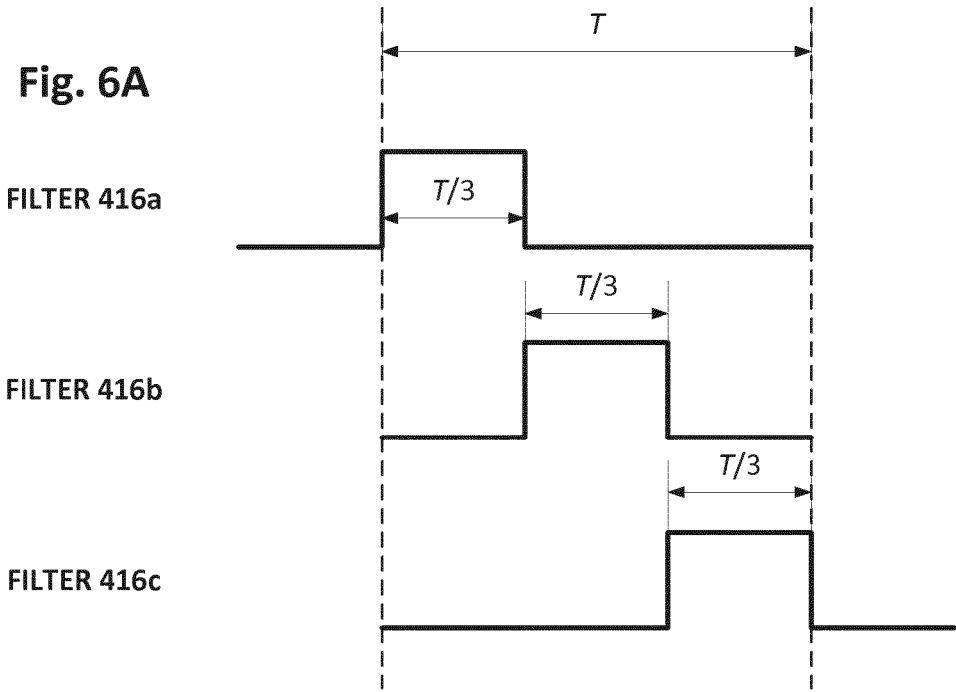 T
Fig. 6A
FILTER 416a
T/3
T/3
FILTER 416b
T/3
FILTER 416c